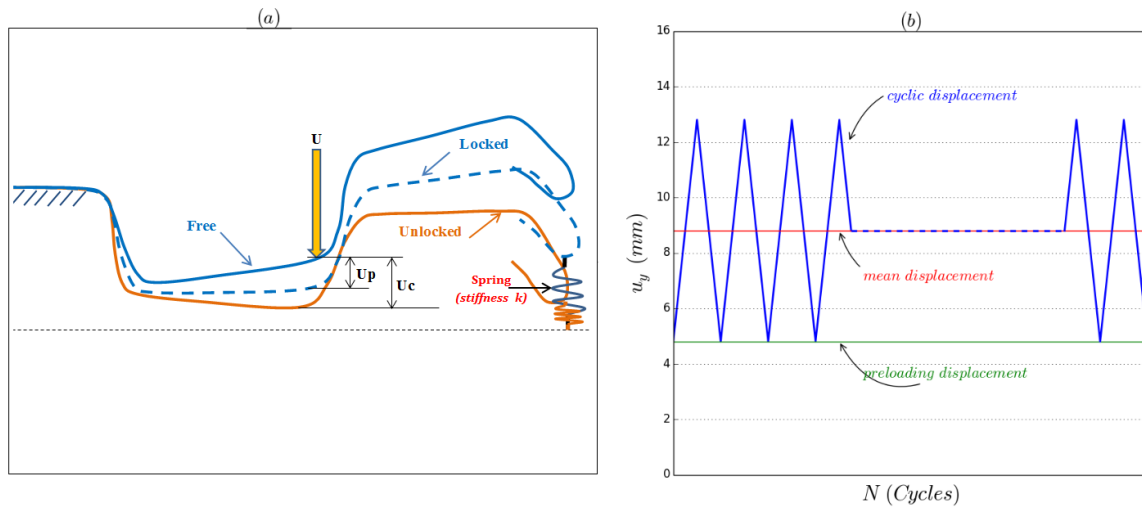 (a)
U
Locked
Free
Unlocked
Up
Uc
Spring
(stiffness k)
(b)
16
14
12
10
8
6
4
2
0
u_y (mm)
cyclic displacement
mean displacement
preloading displacement
N (Cycles)